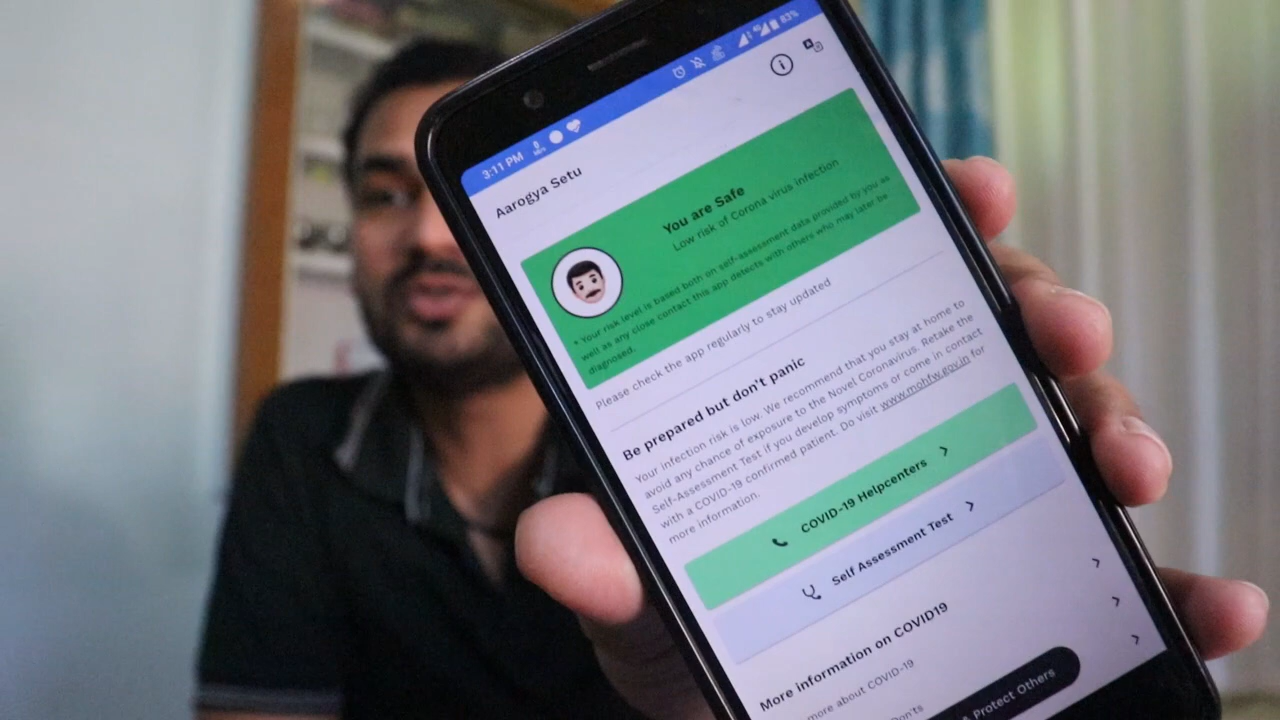 3:11 PM
83%
Aarogya Setu
You are Safe
Low risk of Corona virus infection
* Your risk level is based both on self-assessment data provided by you as
well as any close contact this app detects with others who may later be
diagnosed.
Please check the app regularly to stay updated
Be prepared but don't panic
Your infection risk is low. We recommend that you stay at home to
avoid any chance of exposure to the Novel Coronavirus. Retake the
Self-Assessment Test if you develop symptoms or come in contact
with a COVID-19 confirmed patient. Do visit www.mohfw.gov.in for
more information.
COVID-19 Helpcenters
Self Assessment Test
More information on COVID19
more about COVID-19
Protect Others